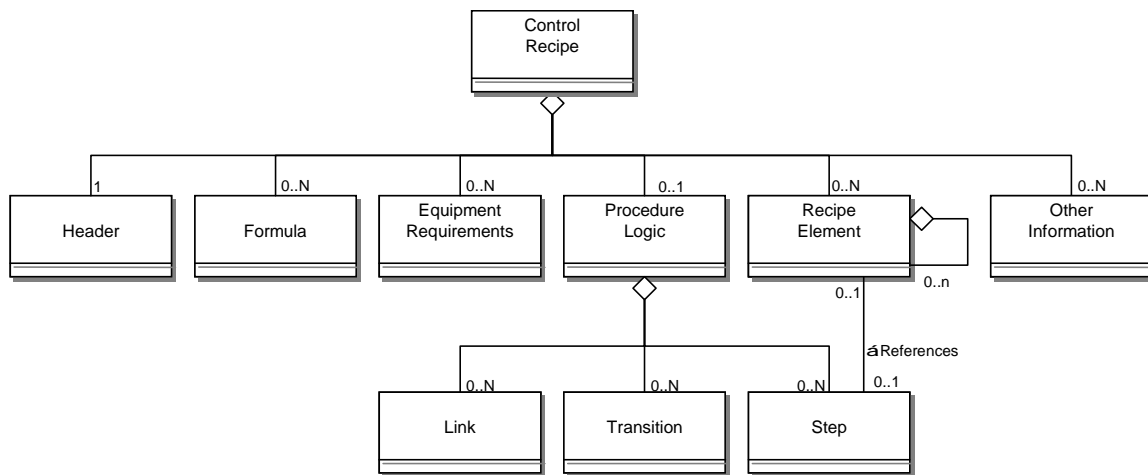 Control
Recipe
1
0..N
0..N
0..1
0..N
0..N
Header
Formula
Equipment
Requirements
Procedure
Logic
Recipe
Element
Other
Information
0..n
0..1
áReferences
0..1
0..N
0..N
0..N
Link
Transition
Step